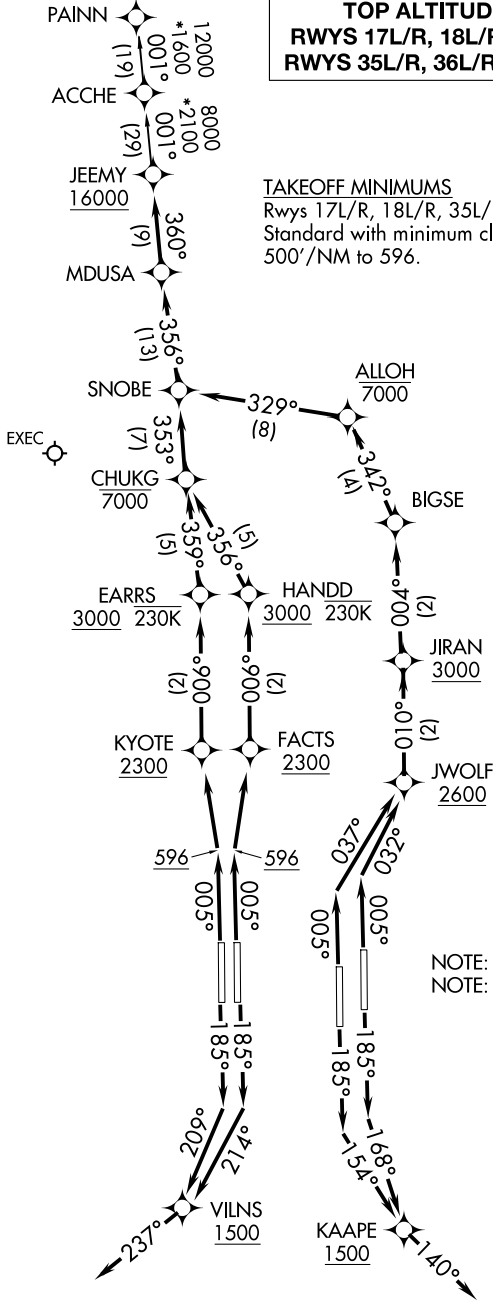 PAINN
TOP ALTITUD
RWYS 17L/R, 18L/R
RWYS 35L/R, 36L/R
12000
*1600
001°
(19)
ACCHE
8000
*2100
001°
(29)
JEEMY
16000
TAKEOFF MINIMUMS
Rwys 17L/R, 18L/R, 35L/
Standard with minimum cl
500'/NM to 596.
360°
(9)
MDUSA
356°
(13)
SNOBE
ALLOH
7000
329°
(8)
EXEC
353°
(7)
342°
(4)
CHUKG
7000
BIGSE
359°
(5)
356°
(5)
EARRS
3000 230K
HANDD
3000 230K
004°
(2)
006°
(2)
006°
(2)
JIRAN
3000
010°
(2)
KYOTE
2300
FACTS
2300
JWOLF
2600
596
596
037°
032°
005°
005°
005°
005°
NOTE:
NOTE:
185°
185°
185°
185°
209°
214°
154°
168°
VILNS
1500
KAAPE
1500
237°
140°